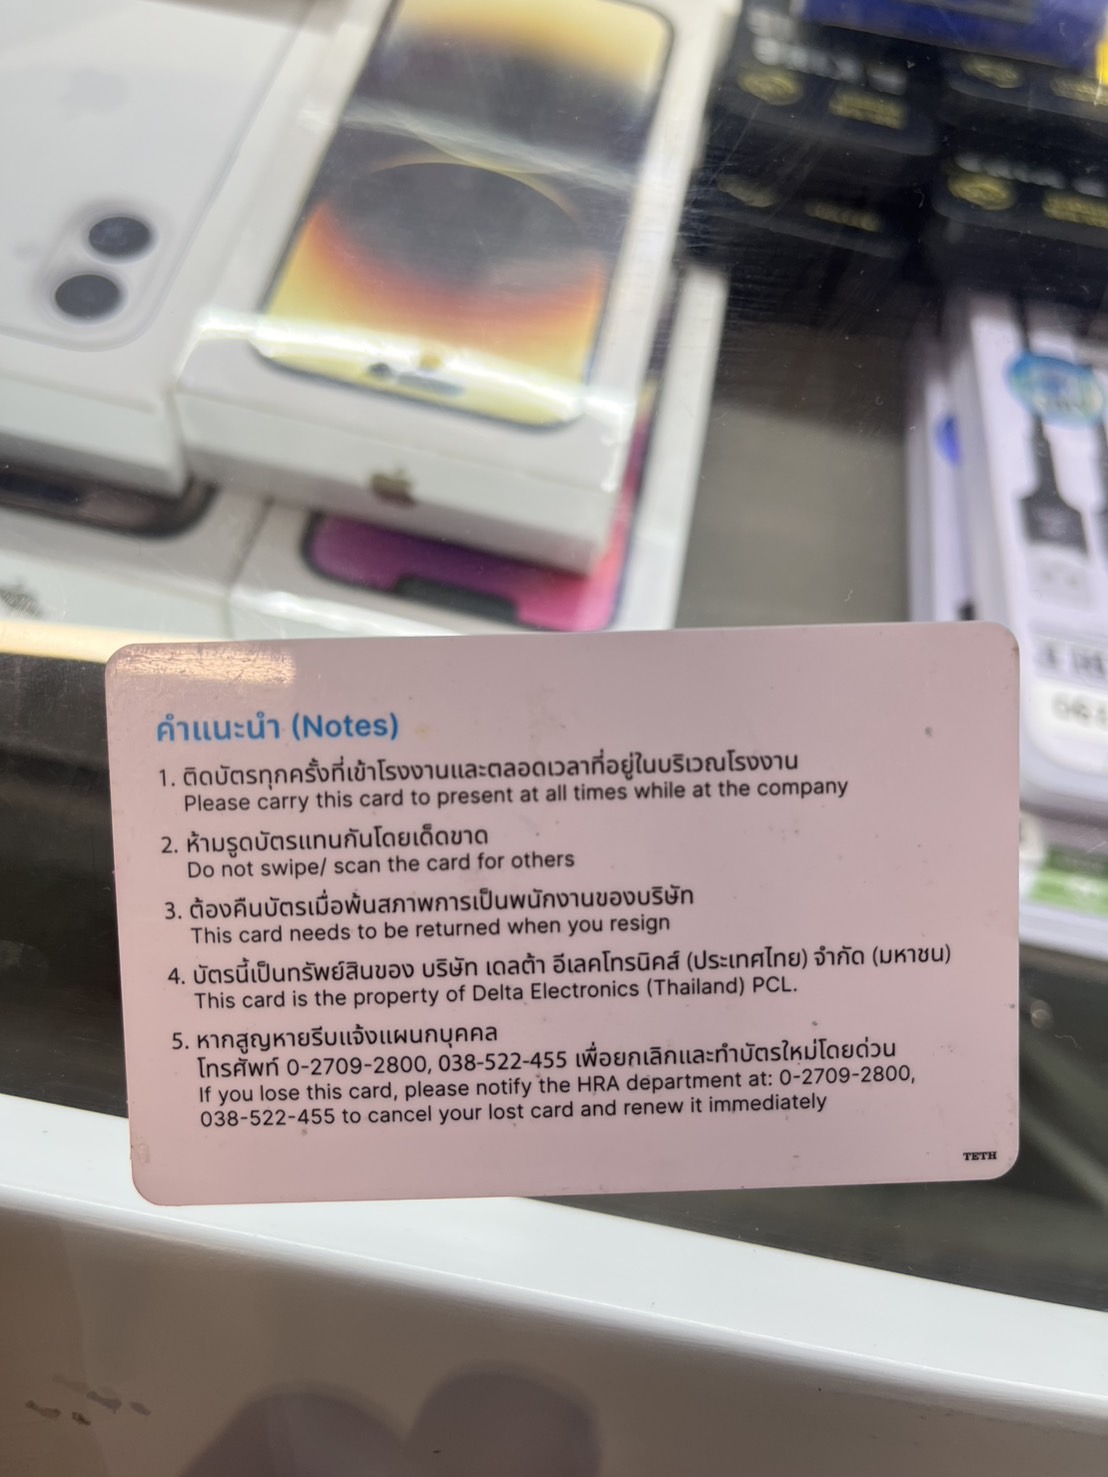 คำแนะนำ (Notes)
1. ติดบัตรทุกครั้งที่เข้าโรงงานและตลอดเวลาที่อยู่ในบริเวณโรงงาน
Please carry this card to present at all times while at the company
2. ห้ามรูดบัตรแทนกันโดยเด็ดขาด
Do not swipe/ scan the card for others
3. ต้องคืนบัตรเมื่อพ้นสภาพการเป็นพนักงานของบริษัท
This card needs to be returned when you resign
4. บัตรนี้เป็นทรัพย์สินของ บริษัท เดลต้า อีเลคโทรนิคส์ (ประเทศไทย) จำกัด (มหาชน)
This card is the property of Delta Electronics (Thailand) PCL.
5. หากสูญหายรีบแจ้งแผนกบุคคล
โทรศัพท์ 0-2709-2800, 038-522-455 เพื่อยกเลิกและทำบัตรใหม่โดยด่วน
If you lose this card, please notify the HRA department at: 0-2709-2800,
038-522-455 to cancel your lost card and renew it immediately
TETH